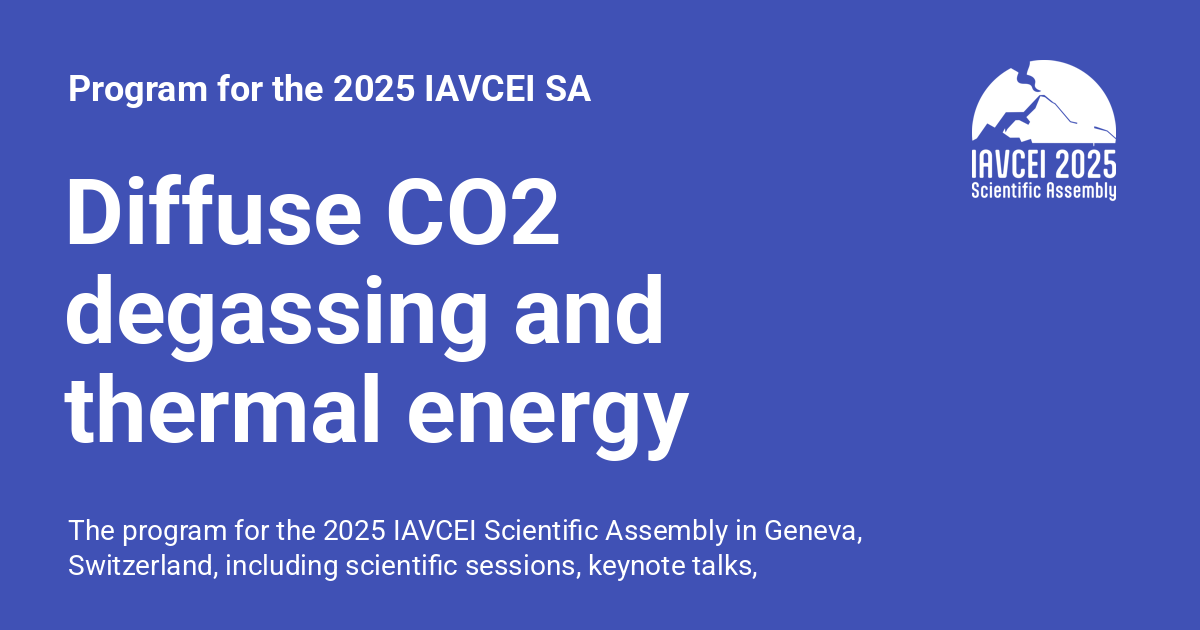 Program for the 2025 IAVCEI SA
IAVCEI 2025
Scientific Assembly
Diffuse CO2
degassing and
thermal energy
The program for the 2025 IAVCEI Scientific Assembly in Geneva,
Switzerland, including scientific sessions, keynote talks,